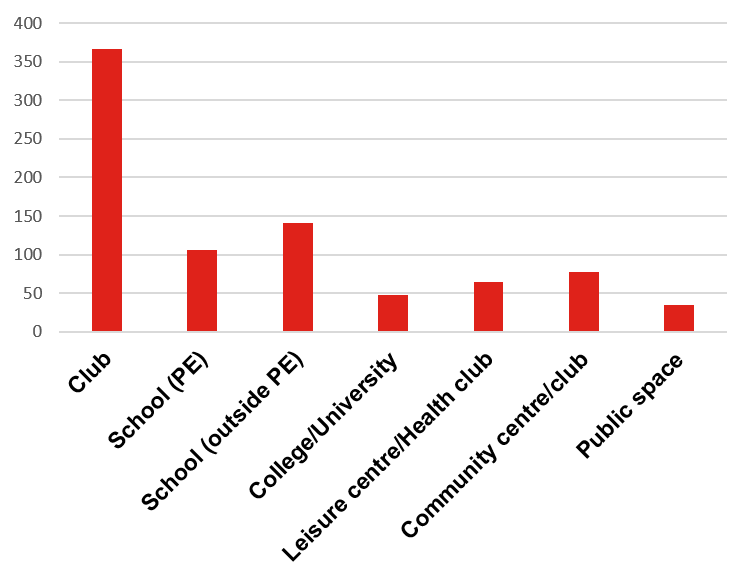 400
350
300
250
200
150
100
50
0
Club
School (PE)
School (outside PE)
College/University
Leisure centre/Health club
Community centre/club
Public space